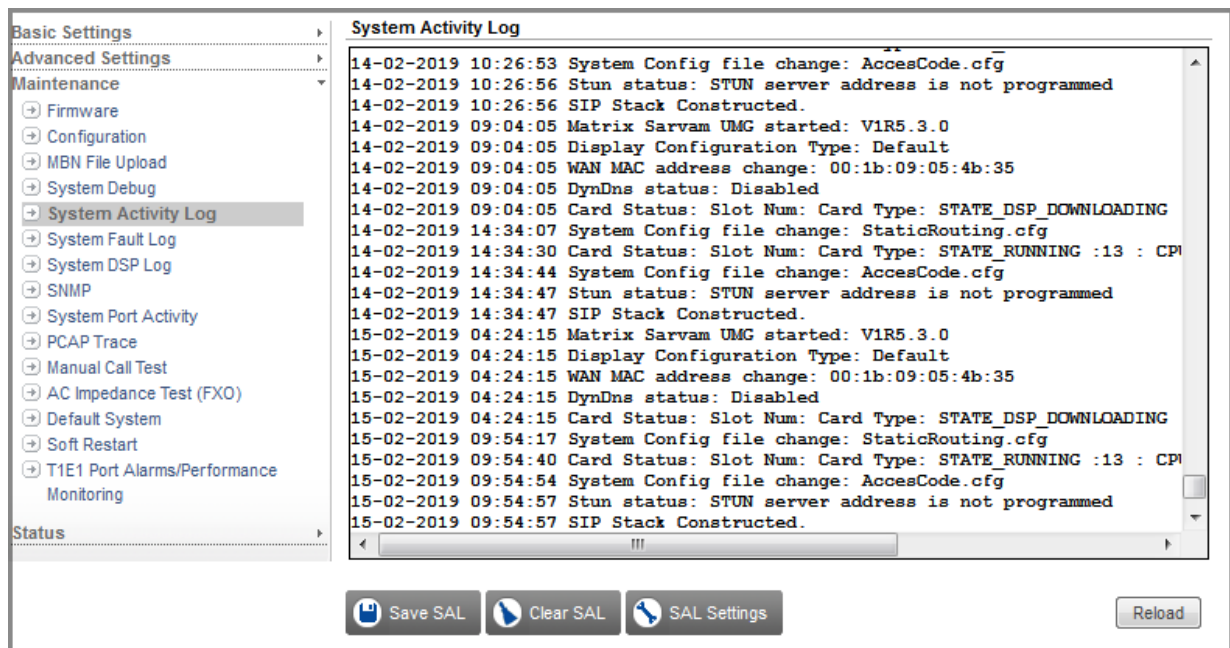 Basic Settings
Advanced Settings
Maintenance
Firmware
Configuration
MBN File Upload
System Debug
System Activity Log
System Fault Log
System DSP Log
SNMP
System Port Activity
PCAP Trace
Manual Call Test
AC Impedance Test (FXO)
Default System
Soft Restart
T1E1 Port Alarms/Performance
Monitoring
Status
System Activity Log
14-02-2019 10:26:53 System Config file change: AccesCode.cfg
14-02-2019 10:26:56 Stun status: STUN server address is not programmed
14-02-2019 10:26:56 SIP Stack Constructed.
14-02-2019 09:04:05 Matrix Sarvam UMG started: V1R5.3.0
14-02-2019 09:04:05 Display Configuration Type: Default
14-02-2019 09:04:05 WAN MAC address change: 00:1b:09:05:4b:35
14-02-2019 09:04:05 DynDns status: Disabled
14-02-2019 09:04:05 Card Status: Slot Num: Card Type: STATE_DSP_DOWNLOADING
14-02-2019 14:34:07 System Config file change: StaticRouting.cfg
14-02-2019 14:34:30 Card Status: Slot Num: Card Type: STATE_RUNNING :13 : CP
14-02-2019 14:34:44 System Config file change: AccesCode.cfg
14-02-2019 14:34:47 Stun status: STUN server address is not programmed
14-02-2019 14:34:47 SIP Stack Constructed.
15-02-2019 04:24:15 Matrix Sarvam UMG started: V1R5.3.0
15-02-2019 04:24:15 Display Configuration Type: Default
15-02-2019 04:24:15 WAN MAC address change: 00:1b:09:05:4b:35
15-02-2019 04:24:15 DynDns status: Disabled
15-02-2019 04:24:15 Card Status: Slot Num: Card Type: STATE_DSP_DOWNLOADING
15-02-2019 09:54:17 System Config file change: StaticRouting.cfg
15-02-2019 09:54:40 Card Status: Slot Num: Card Type: STATE_RUNNING :13 : CP
15-02-2019 09:54:54 System Config file change: AccesCode.cfg
15-02-2019 09:54:57 Stun status: STUN server address is not programmed
15-02-2019 09:54:57 SIP Stack Constructed.
Save SAL
Clear SAL
SAL Settings
Reload